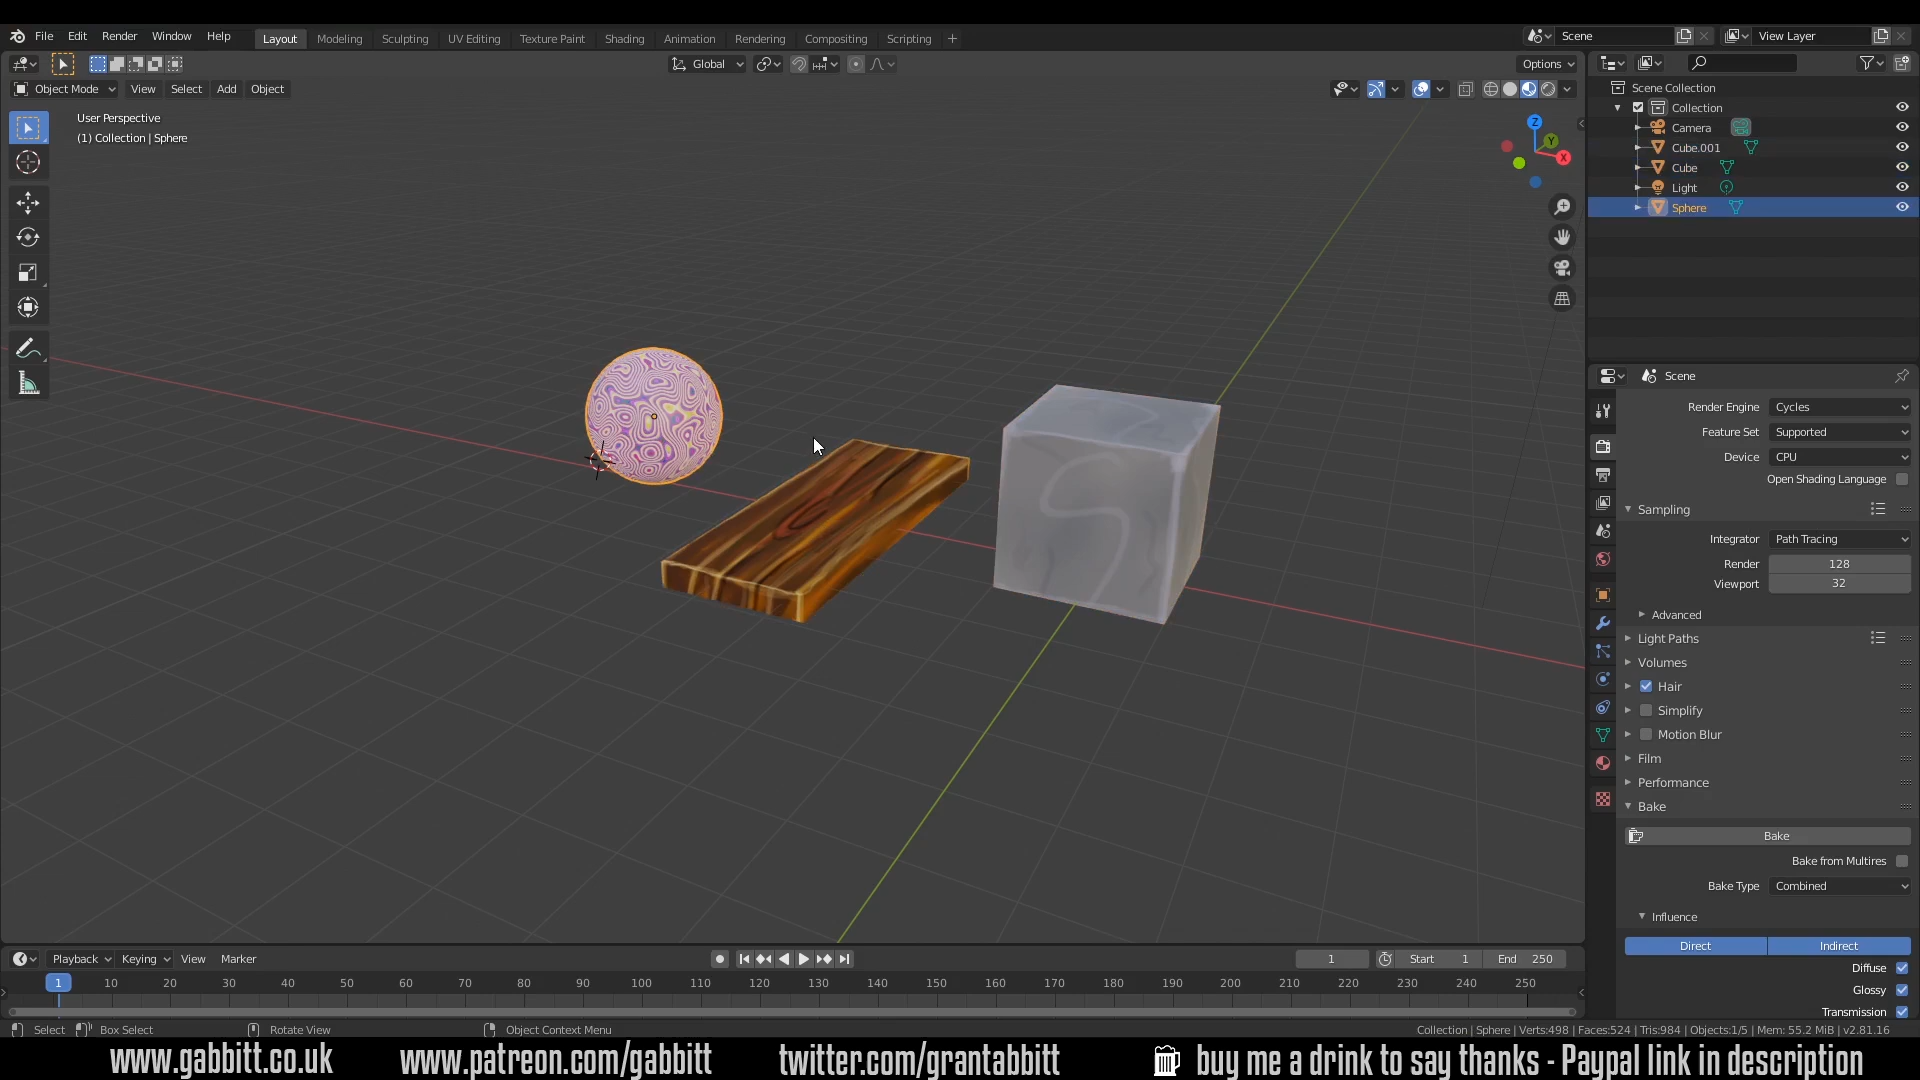 File Edit Render Window Help Layout Modeling Sculpting UV Editing Texture Paint Shading Animation Rendering Compositing Scripting + Scene View Layer
Global Options
Object Mode View Select Add Object
User Perspective
(1) Collection | Sphere
Z
Y
X
Scene Collection
Collection
Camera
Cube.001
Cube
Light
Sphere
Scene
Render Engine Cycles
Feature Set Supported
Device CPU
Open Shading Language
Sampling
Integrator Path Tracing
Render 128
Viewport 32
Advanced
Light Paths
Volumes
Hair
Simplify
Motion Blur
Film
Performance
Bake
Bake
Bake from Multires
Bake Type Combined
Influence
Direct Indirect
Diffuse
Glossy
Transmission
Playback Keying View Marker 1 Start 1 End 250
1 10 20 30 40 50 60 70 80 90 100 110 120 130 140 150 160 170 180 190 200 210 220 230 240 250
Select Box Select Rotate View Object Context Menu Collection | Sphere | Verts:498 | Faces:524 | Tris:984 | Objects:1/5 | Mem: 55.2 MiB | v2.81.16
www.gabbitt.co.uk www.patreon.com/gabbitt twitter.com/grantabbitt buy me a drink to say thanks - Paypal link in description